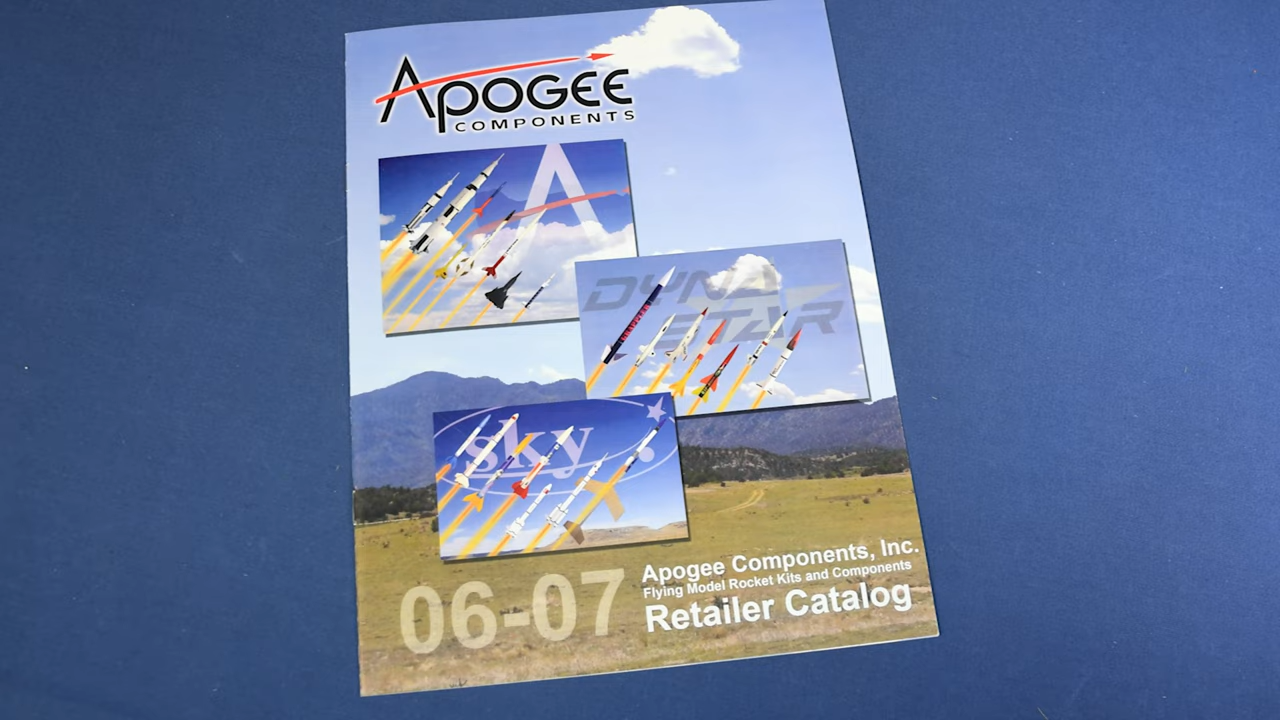 APOGEE
COMPONENTS
DYNA
STAR
sky
06-07
Apogee Components, Inc.
Flying Model Rocket Kits and Components
Retailer Catalog